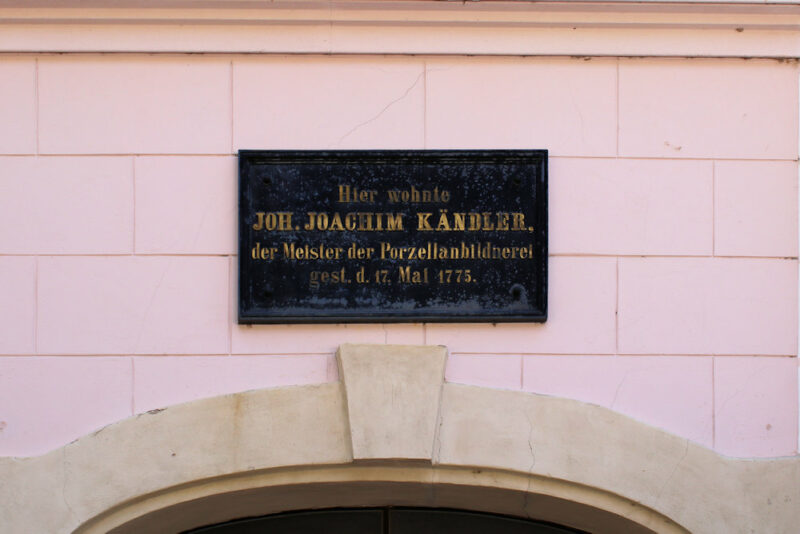 Hier wohnte
JOH. JOACHIM KÄNDLER,
der Meister der Porzellanbildnerei
gest. d. 17. Mai 1775.